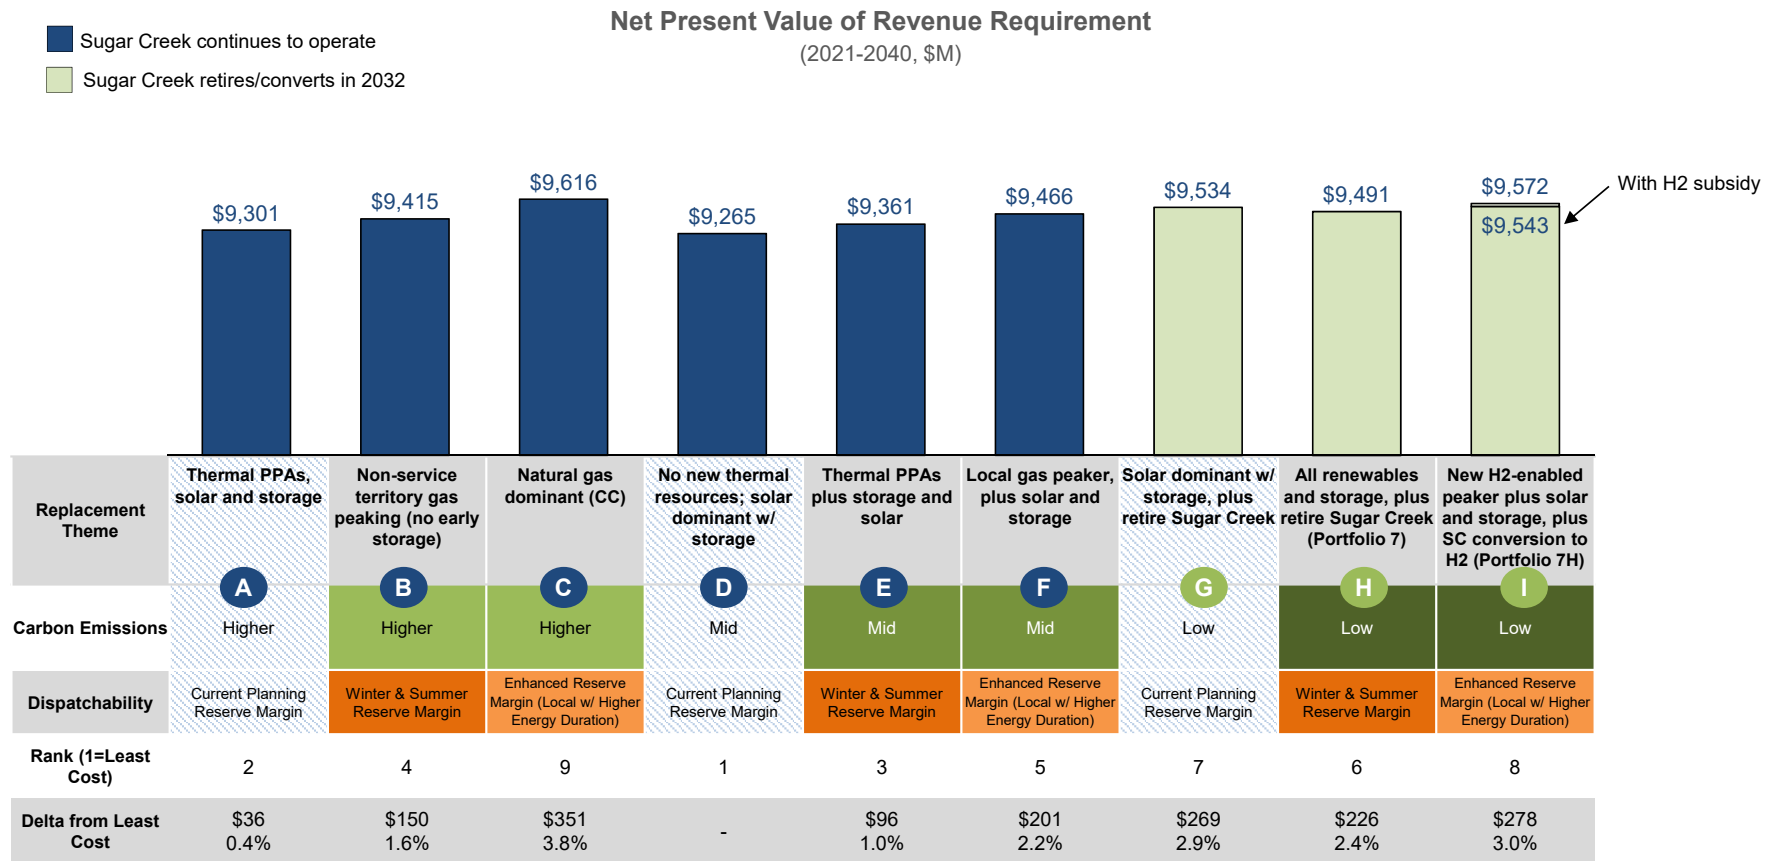 Net Present Value of Revenue Requirement
(2021-2040, $M)
Sugar Creek continues to operate
Sugar Creek retires/converts in 2032
$9,301
$9,415
$9,616
$9,265
$9,361
$9,466
$9,534
$9,491
$9,572
$9,543
With H2 subsidy
Replacement
Theme
Thermal PPAs,
solar and storage
Non-service
territory gas
peaking (no early
storage)
Natural gas
dominant (CC)
No new thermal
resources; solar
dominant w/
storage
Thermal PPAs
plus storage and
solar
Local gas peaker,
plus solar and
storage
Solar dominant w/
storage, plus
retire Sugar Creek
All renewables
and storage, plus
retire Sugar Creek
(Portfolio 7)
New H2-enabled
peaker plus solar
and storage, plus
SC conversion to
H2 (Portfolio 7H)
A
B
C
D
E
F
G
H
I
Carbon Emissions
Higher
Higher
Higher
Mid
Mid
Mid
Low
Low
Low
Dispatchability
Current Planning
Reserve Margin
Winter & Summer
Reserve Margin
Enhanced Reserve
Margin (Local w/ Higher
Energy Duration)
Current Planning
Reserve Margin
Winter & Summer
Reserve Margin
Enhanced Reserve
Margin (Local w/ Higher
Energy Duration)
Current Planning
Reserve Margin
Winter & Summer
Reserve Margin
Enhanced Reserve
Margin (Local w/ Higher
Energy Duration)
Rank (1=Least
Cost)
2
4
9
1
3
5
7
6
8
Delta from Least
Cost
$36
0.4%
$150
1.6%
$351
3.8%
-
$96
1.0%
$201
2.2%
$269
2.9%
$226
2.4%
$278
3.0%